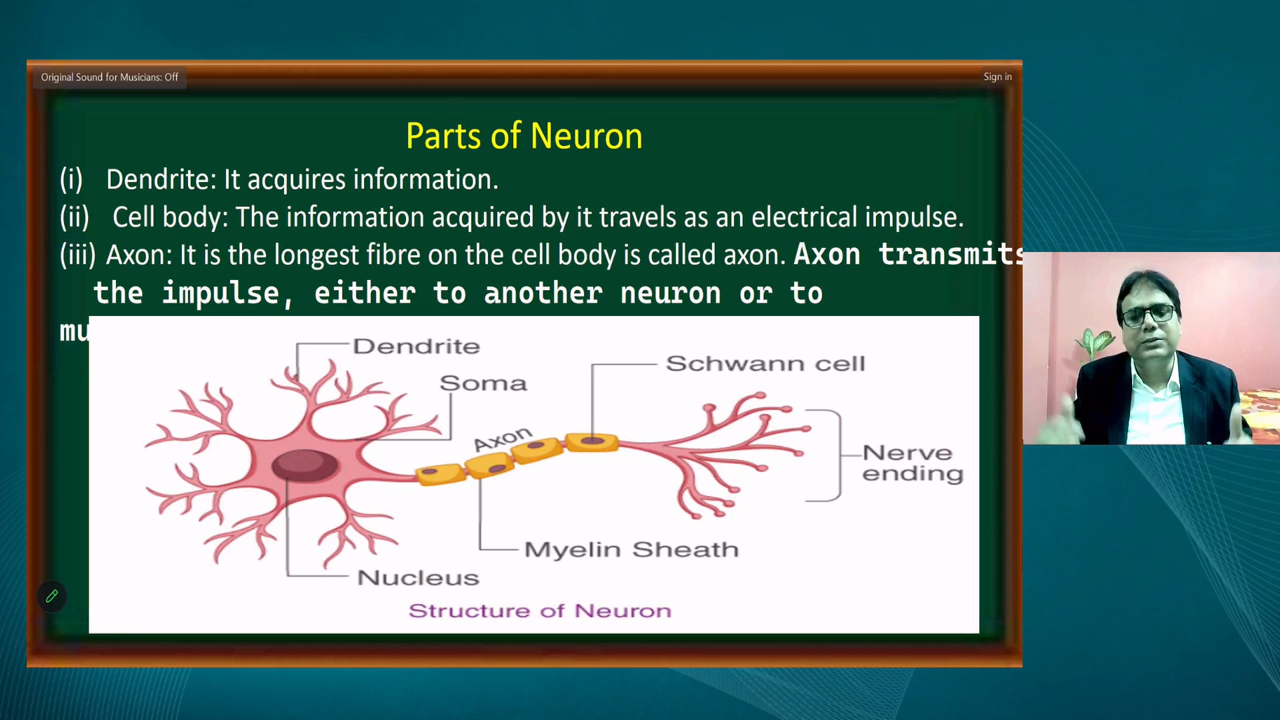 Original Sound for Musicians: Off
Sign in
Parts of Neuron
(i) Dendrite: It acquires information.
(ii) Cell body: The information acquired by it travels as an electrical impulse.
(iii) Axon: It is the longest fibre on the cell body is called axon. Axon transmits
the impulse, either to another neuron or to
Dendrite
Soma
Schwann cell
Axon
Nerve
ending
Myelin Sheath
Nucleus
Structure of Neuron